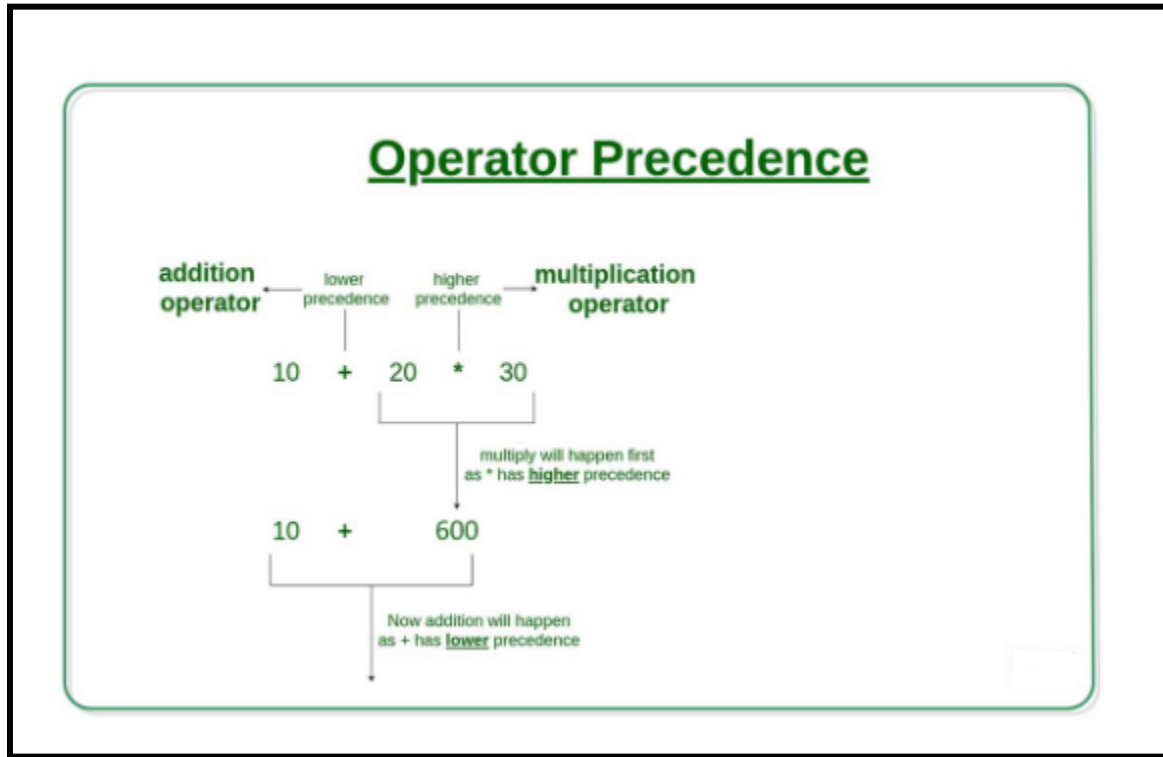 Operator Precedence
addition
operator
lower
precedence
higher
precedence
multiplication
operator
10 + 20 * 30
multiply will happen first
as * has higher precedence
10 + 600
Now addition will happen
as + has lower precedence